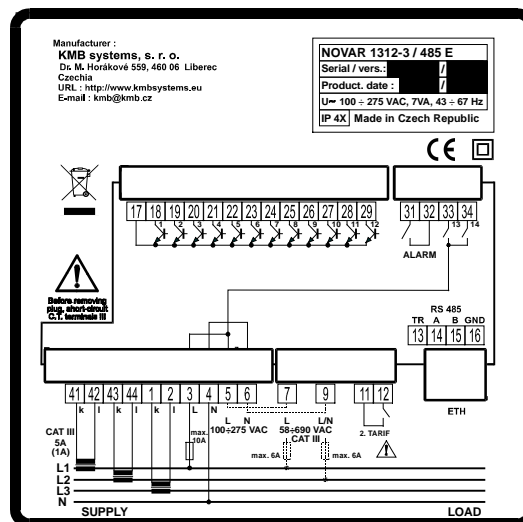 Manufacturer :
KMB systems, s. r. o.
Dr. M. Horákové 559, 460 06 Liberec
Czechia
URL : http://www.kmbsystems.eu
E-mail : kmb@kmb.cz
NOVAR 1312-3 / 485 E
Serial / vers.: /
Product. date : /
U~ 100 ÷ 275 VAC, 7VA, 43 ÷ 67 Hz
IP 4X Made in Czech Republic
CE
17 18 19 20 21 22 23 24 25 26 27 28 29
1 2 3 4 5 6 7 8 9 10 11 12
31 32 33 34
13 14
ALARM
Before removing
plug, short-circuit
C.T. terminals !!!
RS 485
TR A B GND
13 14 15 16
ETH
41 42 43 44 1 2 3 4 5 6 7 9 11 12
k l k l k l L N
L N
100÷275 VAC
L L/N
58÷690 VAC
CAT III
2. TARIF
CAT III
5A
(1A)
max.
10A
max. 6A
max. 6A
L1
L2
L3
N
SUPPLY
LOAD